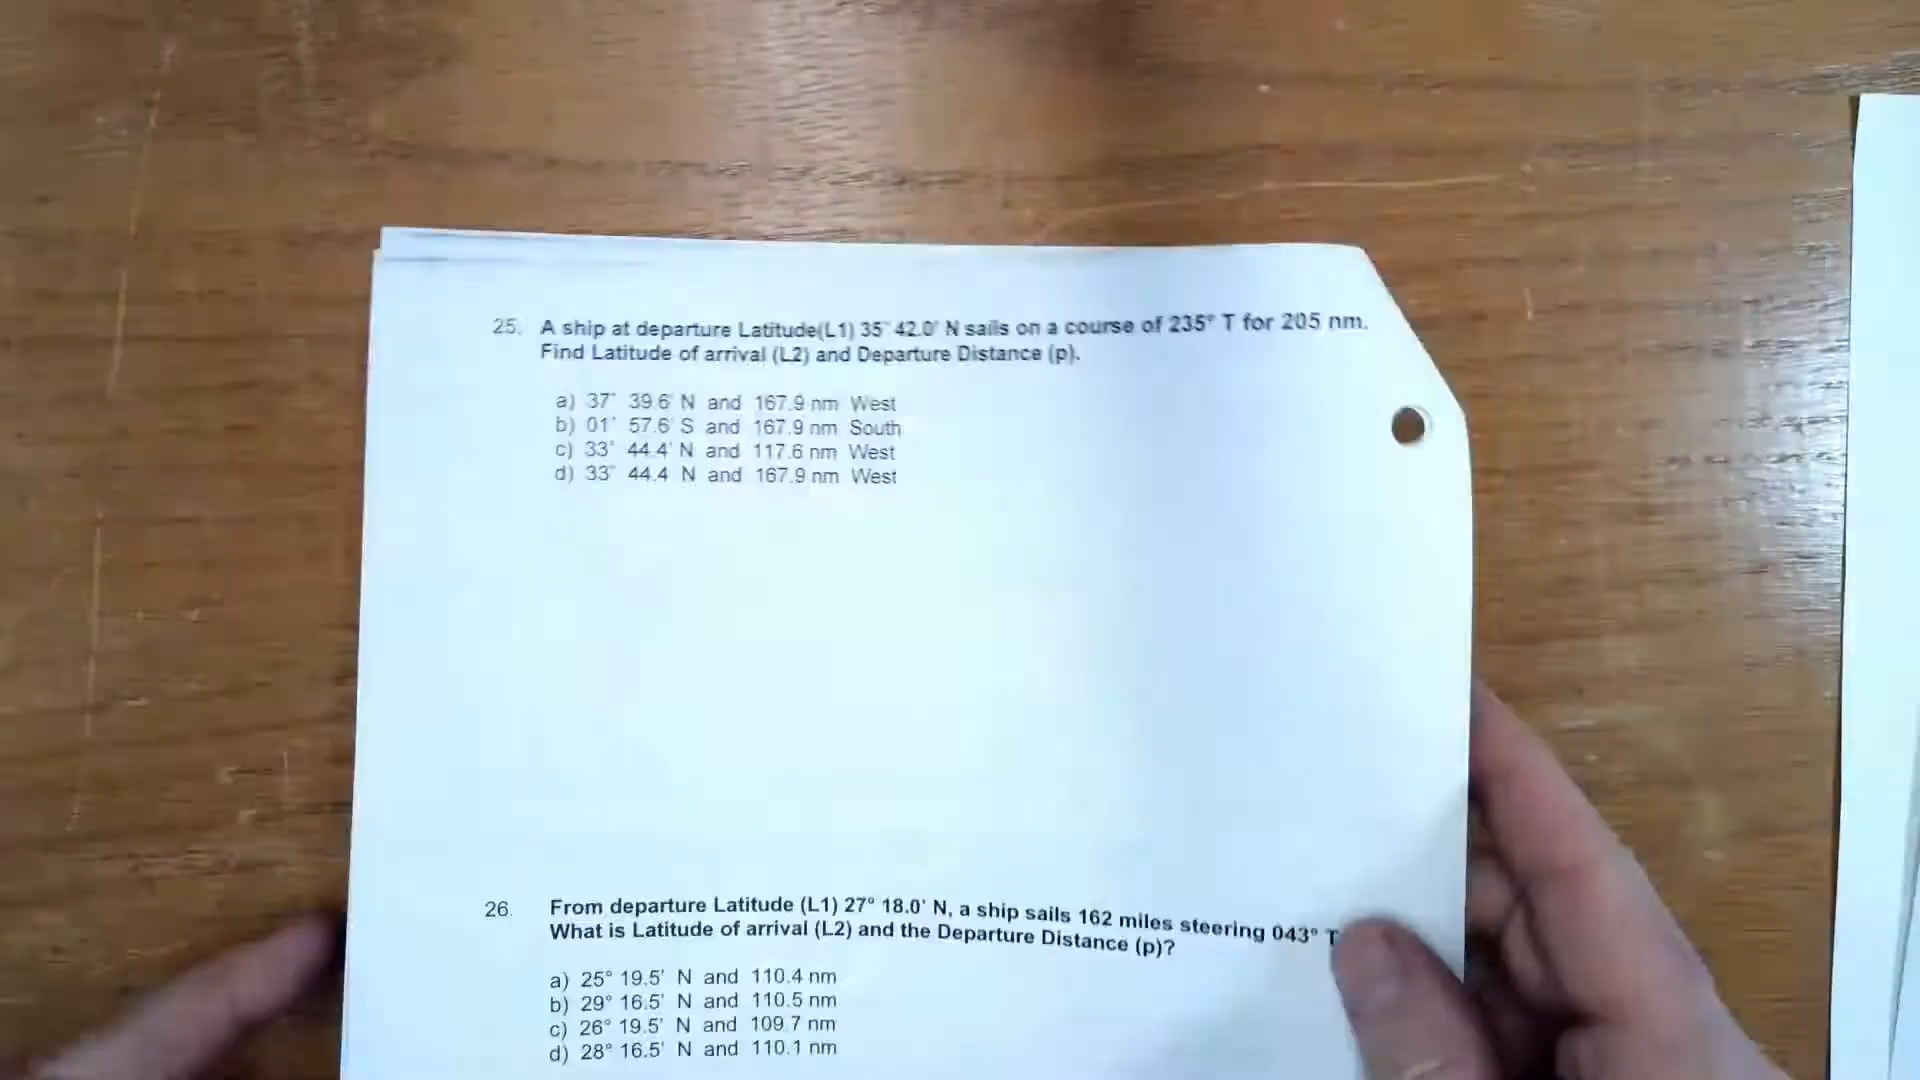 25. A ship at departure Latitude(L1) 35° 42.0' N sails on a course of 235° T for 205 nm.
Find Latitude of arrival (L2) and Departure Distance (p).
a) 37° 39.6' N and 167.9 nm West
b) 01° 57.6' S and 167.9 nm South
c) 33° 44.4' N and 117.6 nm West
d) 33° 44.4 N and 167.9 nm West
26. From departure Latitude (L1) 27° 18.0' N, a ship sails 162 miles steering 043° T
What is Latitude of arrival (L2) and the Departure Distance (p)?
a) 25° 19.5' N and 110.4 nm
b) 29° 16.5' N and 110.5 nm
c) 26° 19.5' N and 109.7 nm
d) 28° 16.5' N and 110.1 nm